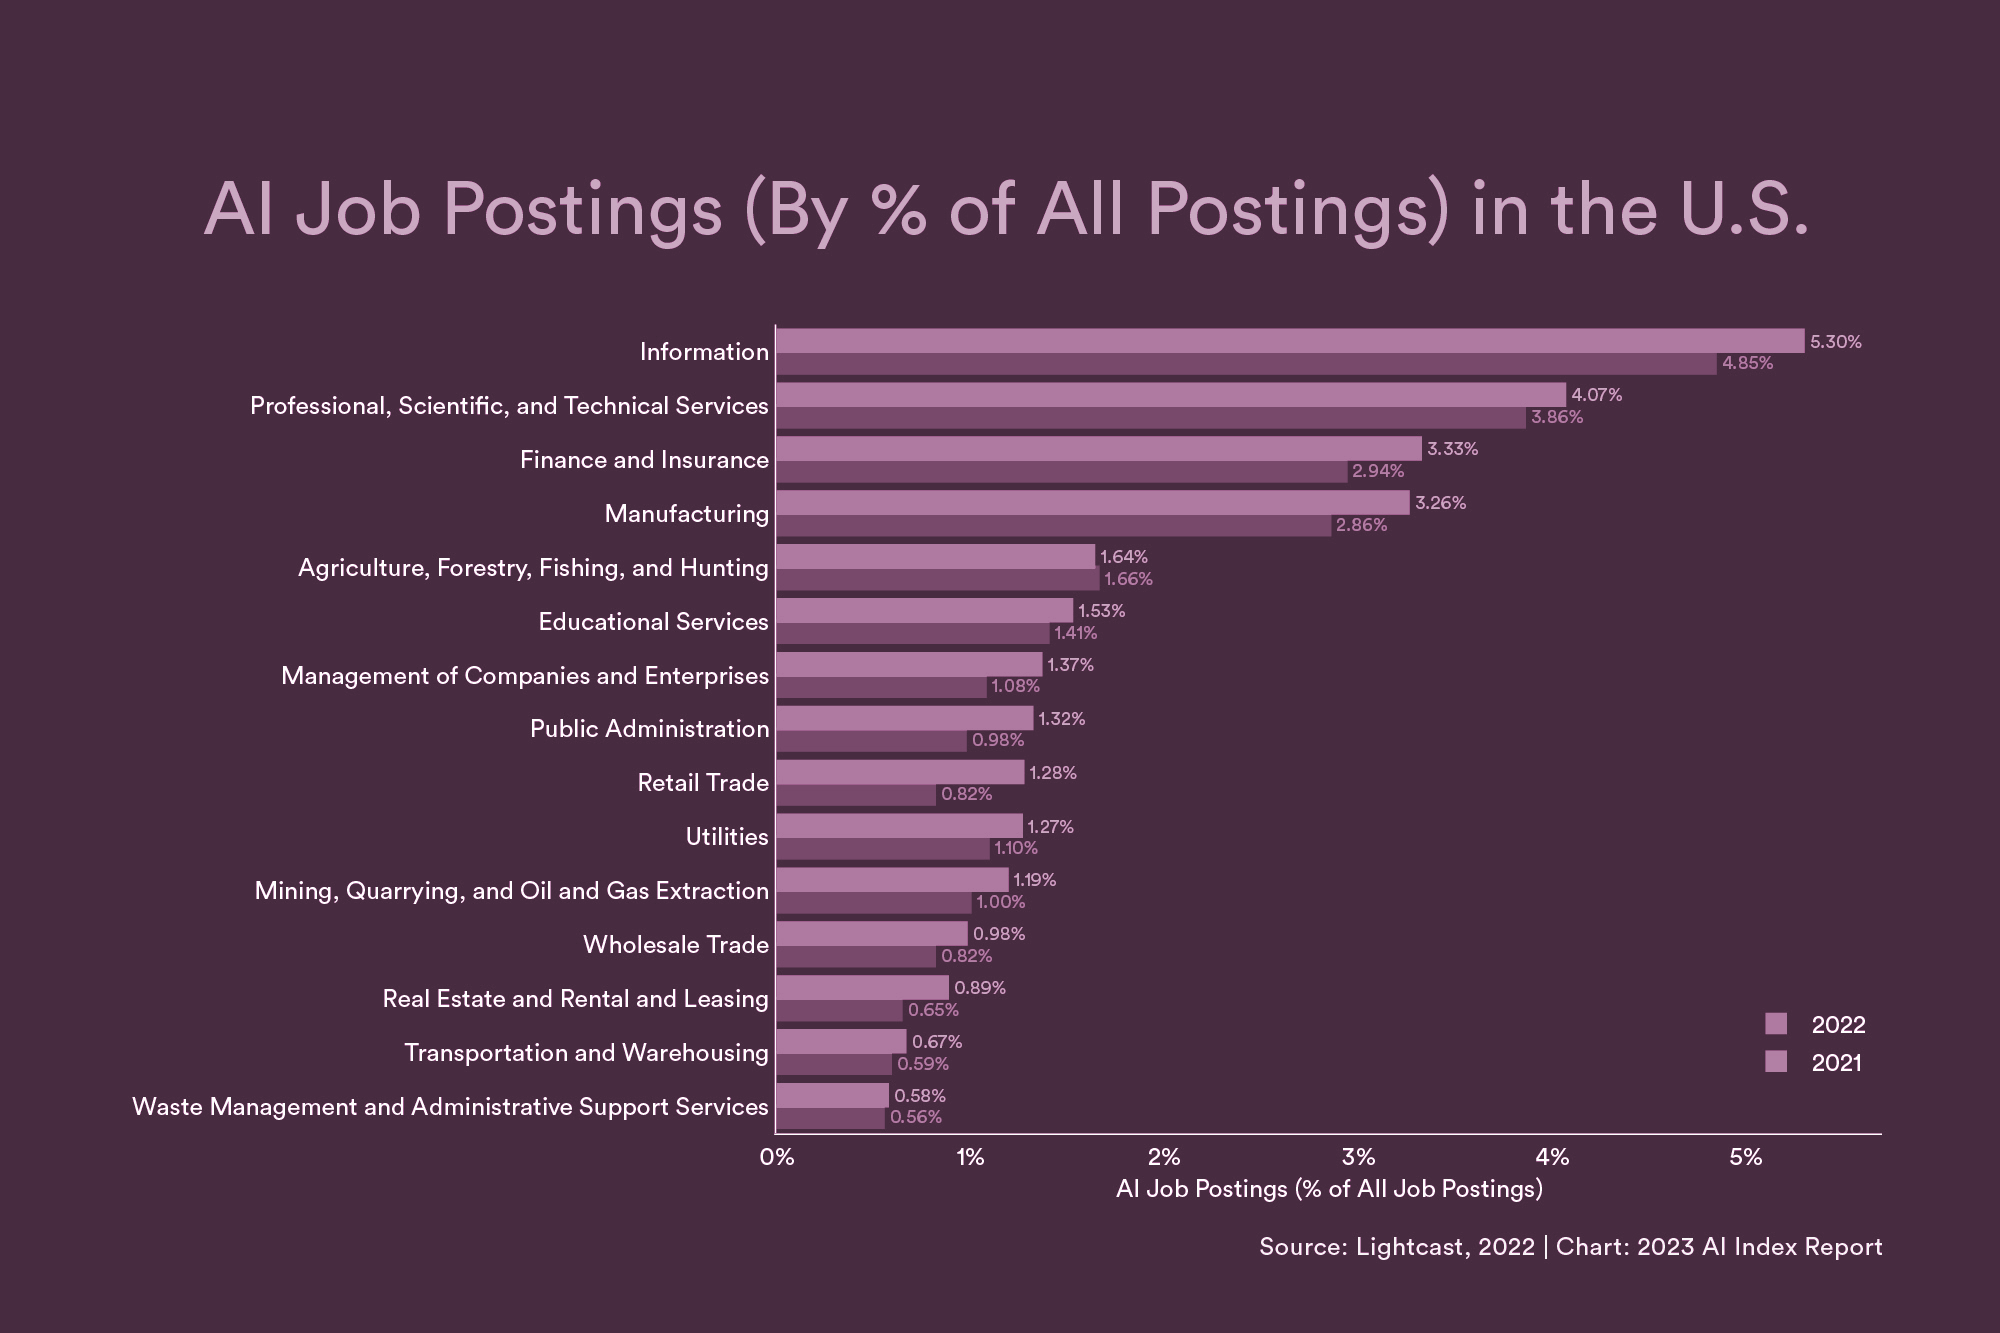 AI Job Postings (By % of All Postings) in the U.S.
Information
5.30%
4.85%
Professional, Scientific, and Technical Services
4.07%
3.86%
Finance and Insurance
3.33%
2.94%
Manufacturing
3.26%
2.86%
Agriculture, Forestry, Fishing, and Hunting
1.64%
1.66%
Educational Services
1.53%
1.41%
Management of Companies and Enterprises
1.37%
1.08%
Public Administration
1.32%
0.98%
Retail Trade
1.28%
0.82%
Utilities
1.27%
1.10%
Mining, Quarrying, and Oil and Gas Extraction
1.19%
1.00%
Wholesale Trade
0.98%
0.82%
Real Estate and Rental and Leasing
0.89%
0.65%
Transportation and Warehousing
0.67%
0.59%
Waste Management and Administrative Support Services
0.58%
0.56%
2022
2021
0% 1% 2% 3% 4% 5%
AI Job Postings (% of All Job Postings)
Source: Lightcast, 2022 | Chart: 2023 AI Index Report